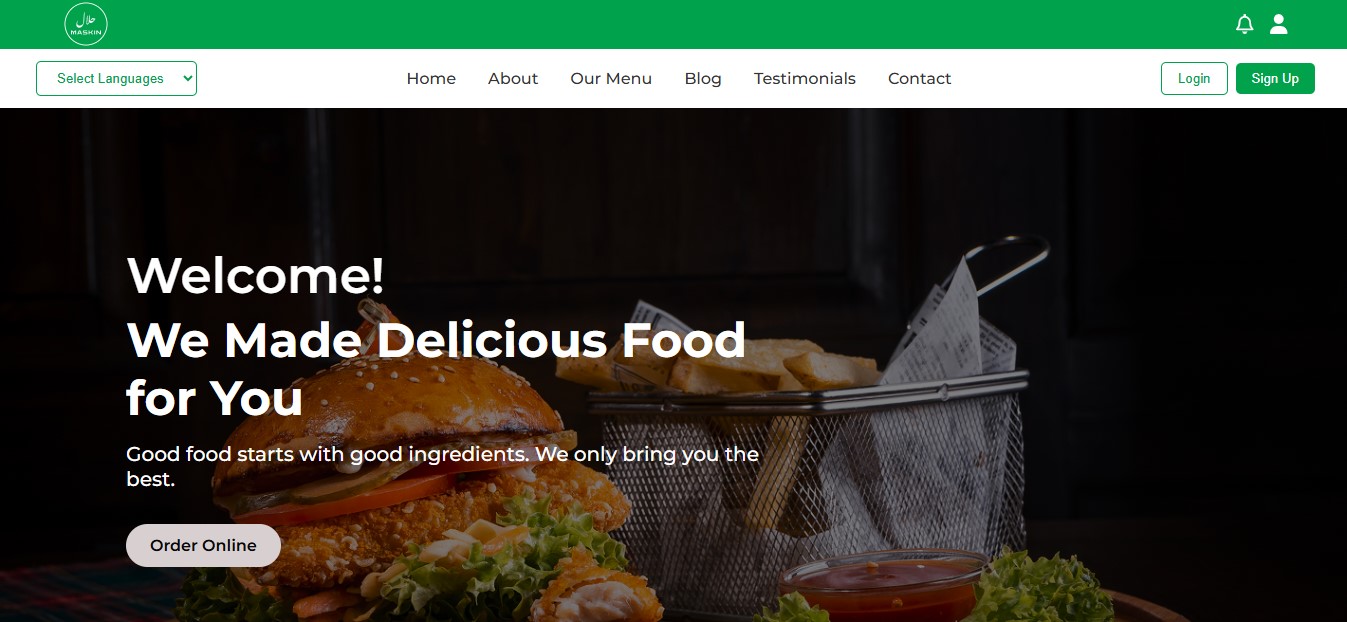 حلال
MASKIN
Select Languages
Home About Our Menu Blog Testimonials Contact
Login Sign Up
Welcome!
We Made Delicious Food
for You
Good food starts with good ingredients. We only bring you the
best.
Order Online